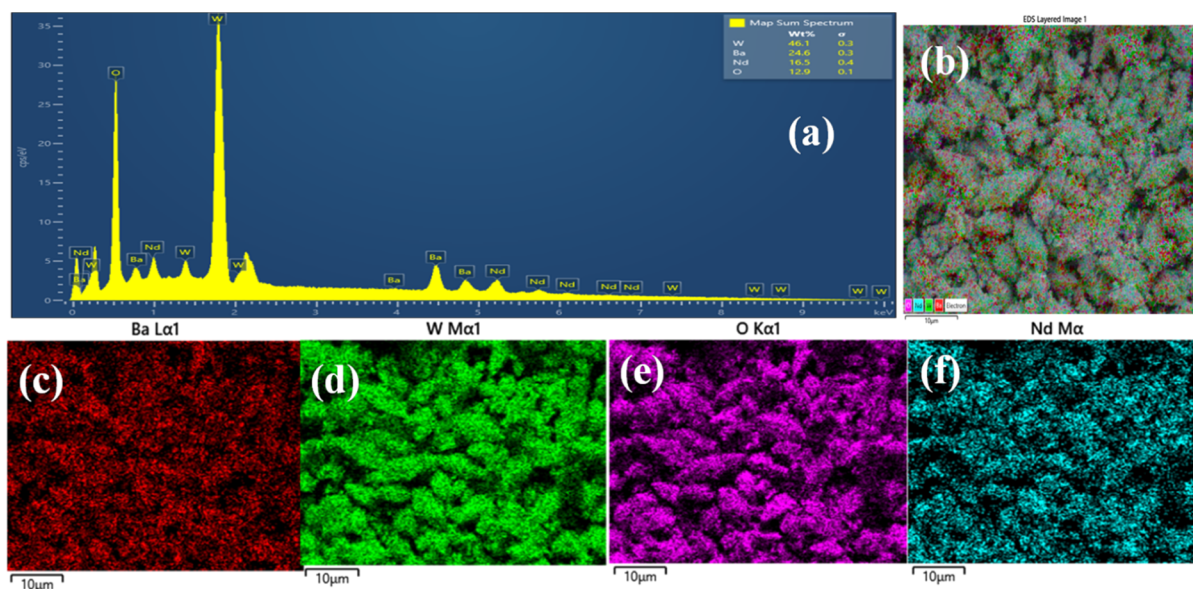 Map Sum Spectrum
Wt% σ
W 46.1 0.3
Ba 24.6 0.3
Nd 16.5 0.4
O 12.9 0.1
(a)
cps/eV
35
30
25
20
15
10
5
0
W
O
Nd
Ba
W
Ba
Nd
W
W
Ba
Ba
Ba
Nd
Nd
Nd
Nd
Nd
W
W
W
W
W
0 1 2 3 4 5 6 7 8 9 keV
EDS Layered Image 1
(b)
Electron
10μm
Ba Lα1
(c)
10μm
W Mα1
(d)
10μm
O Kα1
(e)
10μm
Nd Mα
(f)
10μm